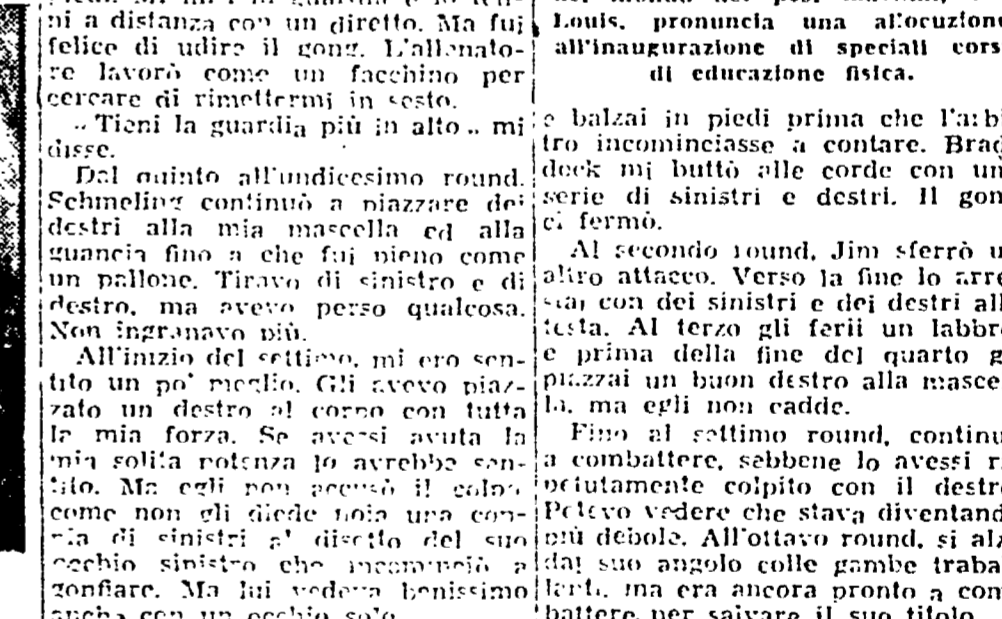 ni a distanza con un diretto. Ma fui
felice di udire il gong. L'allenato-
re lavorò come un facchino per
cercare di rimettermi in sesto.
„ Tieni la guardia più in alto „ mi
disse.
Dal quinto all'undicesimo round.
Schmeling continuò a piazzare dei
destri alla mia mascella ed alla
guancia fino a che fui pieno come
un pallone. Tiravo di sinistro e di
destro, ma avevo perso qualcosa.
Non ingranavo più.
All'inizio del settimo, mi ero sen-
tito un po' meglio. Gli avevo piaz-
zato un destro al corpo con tutta
la mia forza. Se avessi avuta la
mia solita potenza lo avrebbe sen-
tito. Ma egli non accusò il colpo
come non gli diede noia una
di sinistri al disotto del suo
occhio sinistro che incominciò a
gonfiare. Ma lui vedeva benissimo
anche con un occhio solo.
Louis, pronuncia una allocuzione
all'inaugurazione di speciali cors
di educazione fisica.
e balzai in piedi prima che l'arbi
tro incominciasse a contare. Brad
dock mi buttò alle corde con un
serie di sinistri e destri. Il gon
ci fermò.
Al secondo round, Jim sferrò u
altro attacco. Verso la fine lo arre
stai con dei sinistri e dei destri all
testa. Al terzo gli ferii un labbr
e prima della fine del quarto g
piazzai un buon destro alla masce
la, ma egli non cadde.
Fino al settimo round, continu
a combattere, sebbene lo avessi r
petutamente colpito con il destr
Potevo vedere che stava diventand
più debole. All'ottavo round, si alz
dal suo angolo colle gambe traba
lanti, ma era ancora pronto a com
battere per salvare il suo titolo.